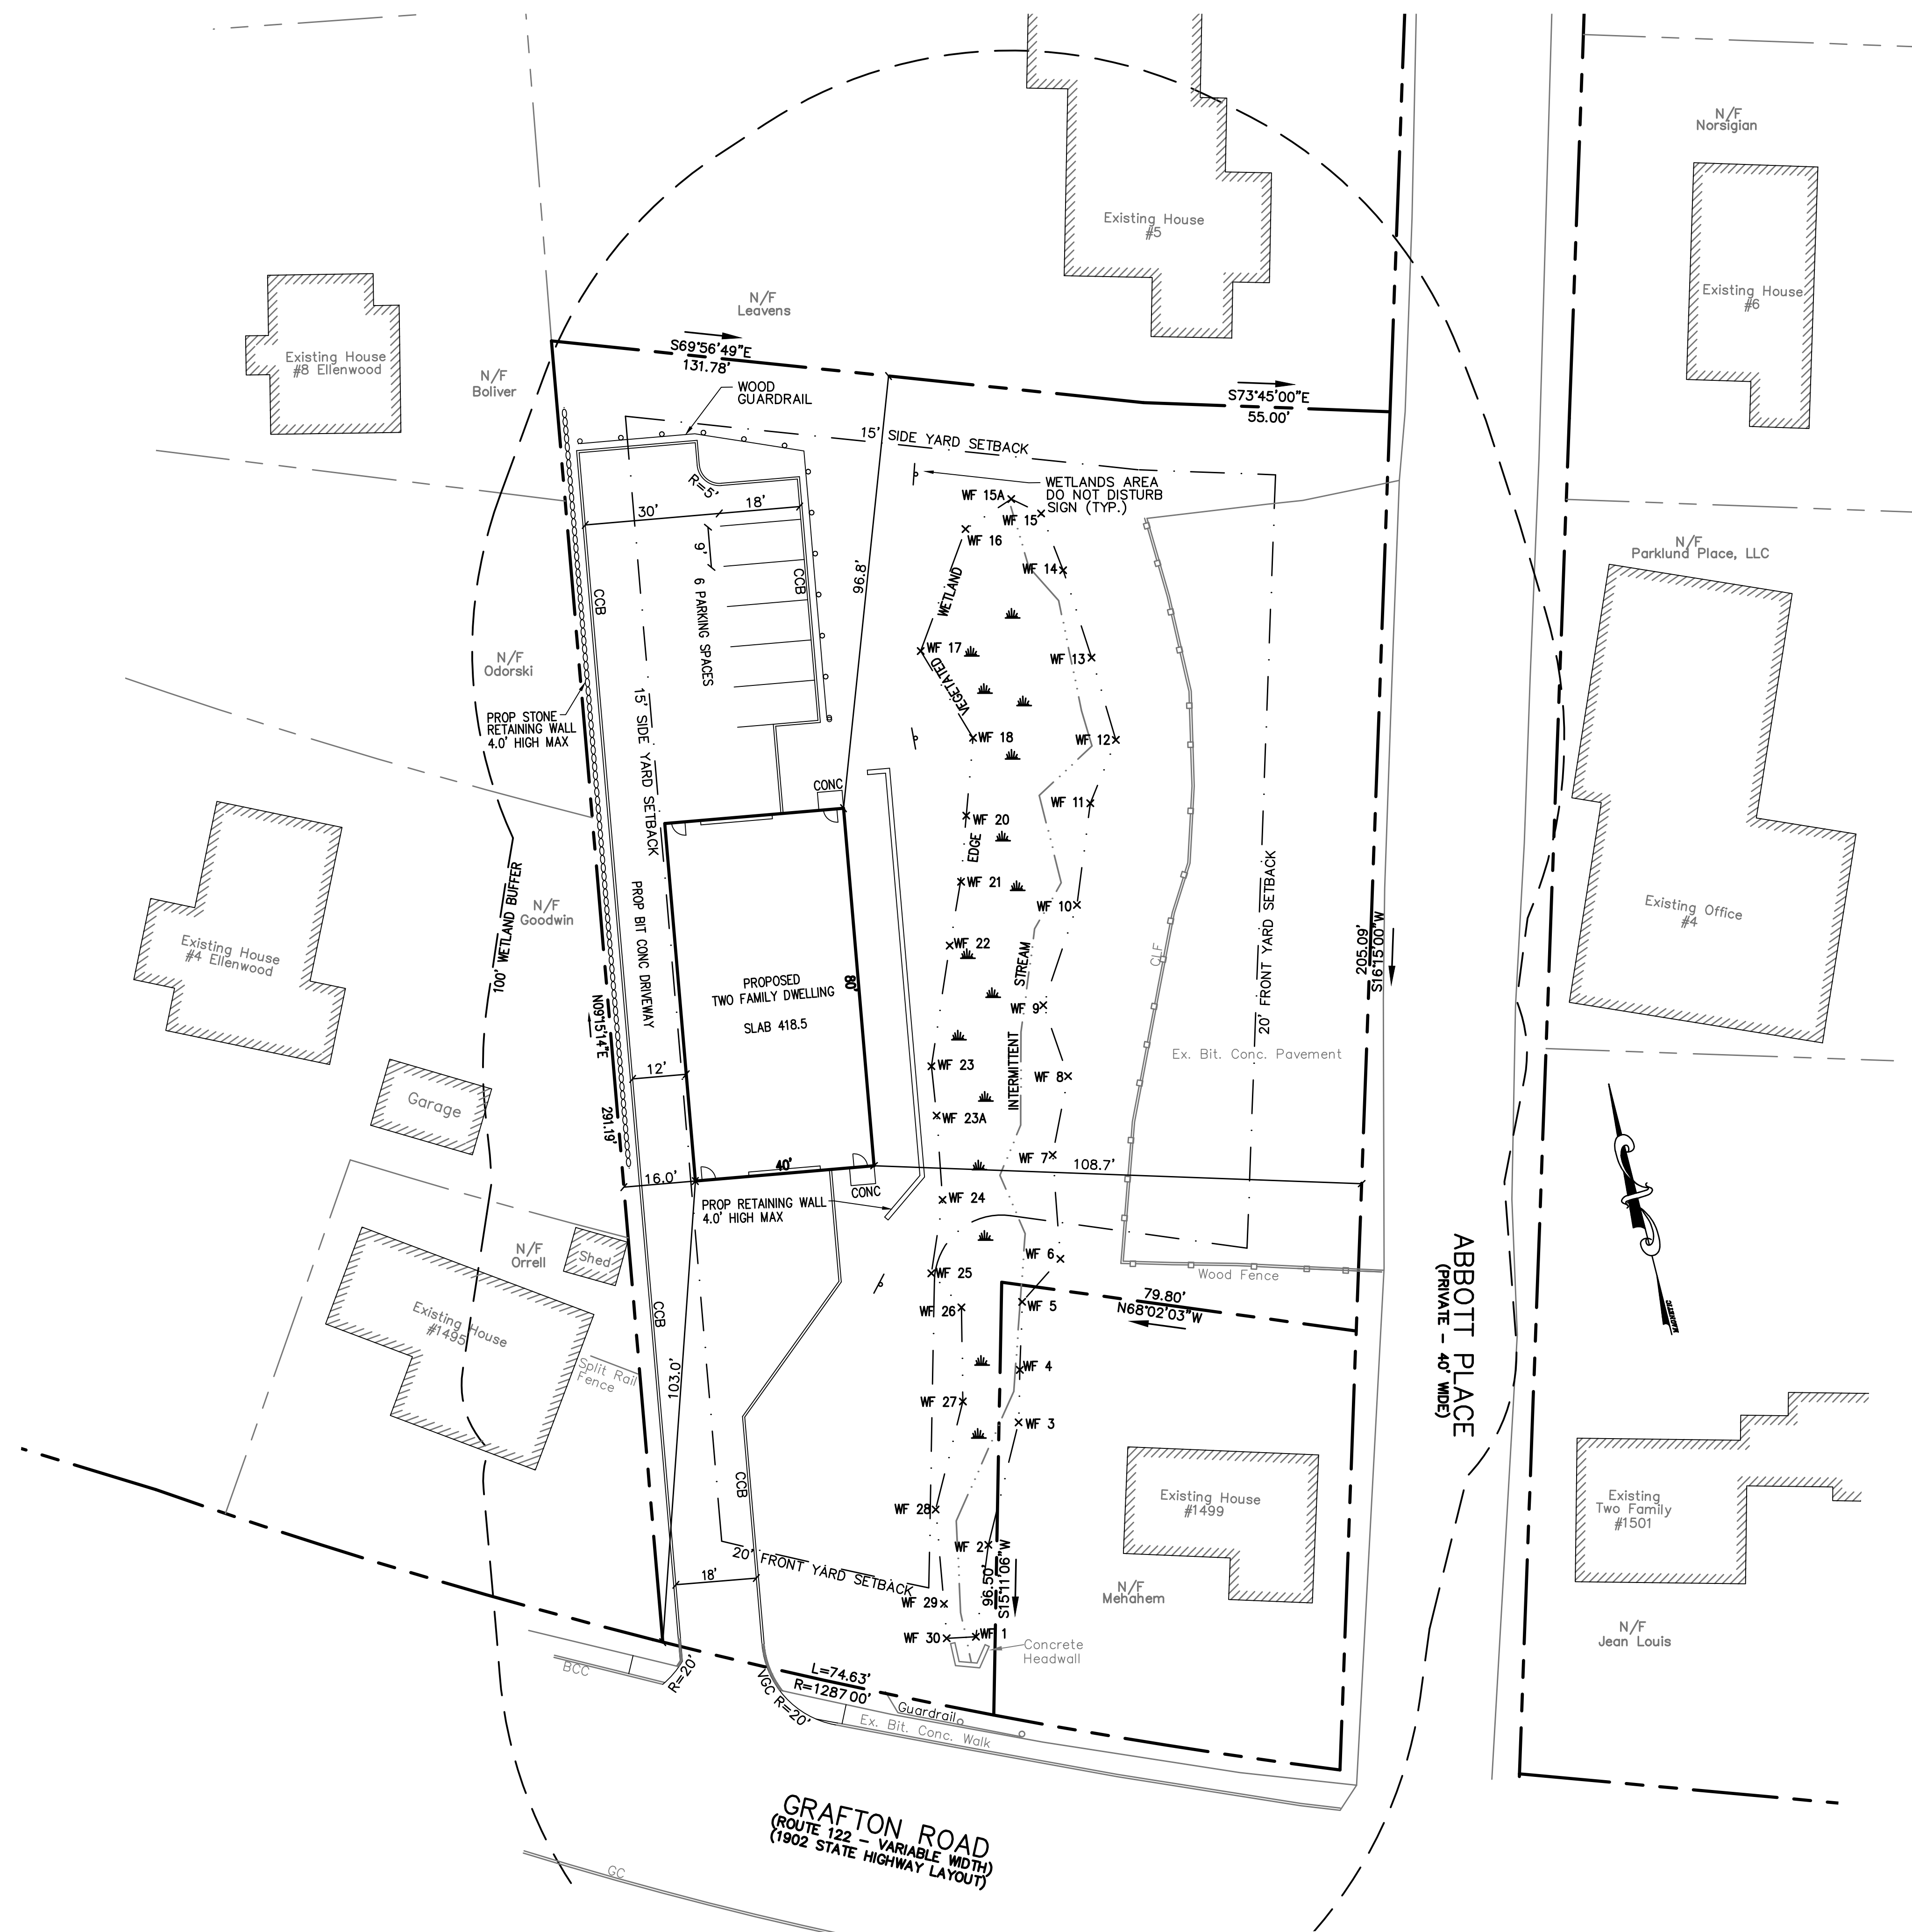 N/F
Norsigian
Existing House
#5
Existing House
#6
N/F
Leavens
Existing House
#8 Ellenwood
N/F
Boliver
S69°56'49"E
131.78'
WOOD
GUARDRAIL
S73°45'00"E
55.00'
15' SIDE YARD SETBACK
R=5'
30'
18'
9'
WETLANDS AREA
DO NOT DISTURB
SIGN (TYP.)
WF 15A
WF 15
WF 16
WF 14
N/F
Parklund Place, LLC
CCB
CCB
6 PARKING SPACES
96.8'
WETLAND
WF 17
VEGETATED
WF 13
N/F
Odorski
PROP STONE
RETAINING WALL
4.0' HIGH MAX
15' SIDE YARD SETBACK
WF 18
WF 12
CONC
WF 11
WF 20
EDGE
WF 21
WF 10
100' WETLAND BUFFER
N/F
Goodwin
Existing House
#4 Ellenwood
PROP BIT CONC DRIVEWAY
PROPOSED
TWO FAMILY DWELLING
SLAB 418.5
80'
WF 22
STREAM
WF 9
CLF
20' FRONT YARD SETBACK
205.09'
S16°15'00"W
Existing Office
#4
N09°15'14"E
291.19'
12'
WF 23
INTERMITTENT
WF 8
Ex. Bit. Conc. Pavement
Garage
WF 23A
WF 7
108.7'
16.0'
40'
CONC
PROP RETAINING WALL
4.0' HIGH MAX
WF 24
N/F
Orrell
Shed
WF 6
WF 25
Wood Fence
79.80'
N68°02'03"W
WF 26
WF 5
MAGNETIC
ABBOTT PLACE
(PRIVATE - 40' WIDE)
Existing House
#1495
CCB
Split Rail
Fence
103.0'
WF 4
WF 27
WF 3
CCB
WF 28
WF 2
Existing House
#1499
Existing
Two Family
#1501
20' FRONT YARD SETBACK
18'
96.50'
S15°11'06"W
N/F
Mehahem
WF 29
WF 30
WF 1
Concrete
Headwall
N/F
Jean Louis
BCC
R=20'
VGC R=20'
L=74.63'
R=1287.00'
Guardrail
Ex. Bit. Conc. Walk
GRAFTON ROAD
(ROUTE 122 - VARIABLE WIDTH)
(1902 STATE HIGHWAY LAYOUT)
GC